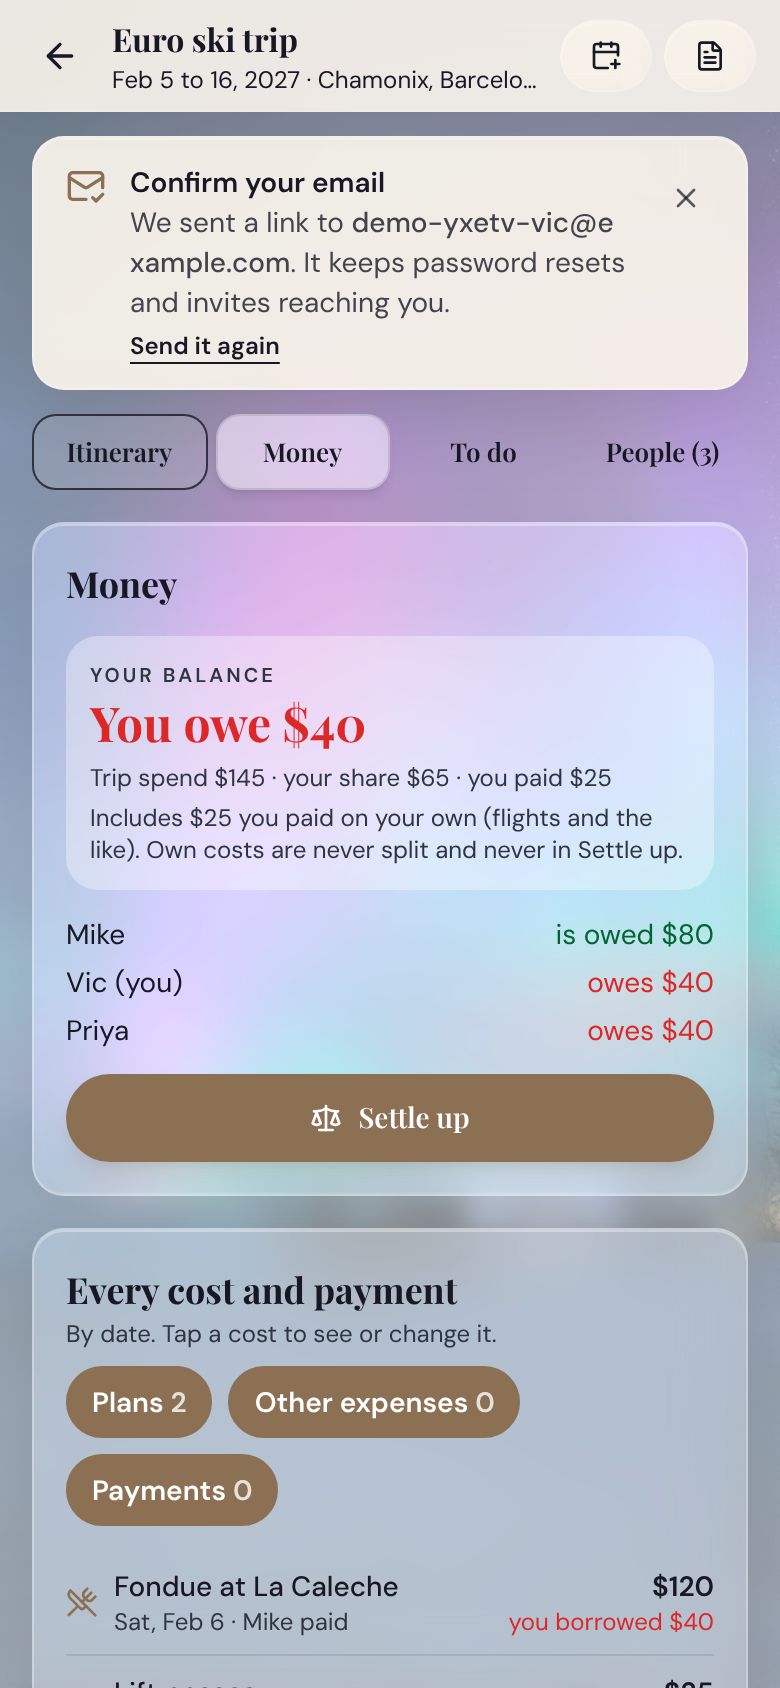 Euro ski trip
Feb 5 to 16, 2027 · Chamonix, Barcelo...
Confirm your email
We sent a link to demo-yxetv-vic@e
xample.com. It keeps password resets
and invites reaching you.
Send it again
Itinerary Money To do People (3)
Money
YOUR BALANCE
You owe $40
Trip spend $145 · your share $65 · you paid $25
Includes $25 you paid on your own (flights and the
like). Own costs are never split and never in Settle up.
Mike is owed $80
Vic (you) owes $40
Priya owes $40
Settle up
Every cost and payment
By date. Tap a cost to see or change it.
Plans 2 Other expenses 0
Payments 0
Fondue at La Caleche $120
Sat, Feb 6 · Mike paid you borrowed $40